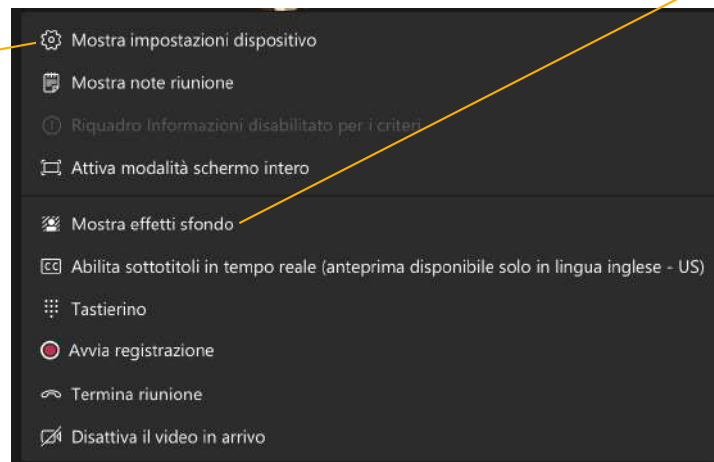 Mostra impostazioni dispositivo
Mostra note riunione
Riquadro Informazioni disabilitato per i criteri
Attiva modalità schermo intero
Mostra effetti sfondo
CC Abilita sottotitoli in tempo reale (anteprima disponibile solo in lingua inglese - US)
Tastierino
Avvia registrazione
Termina riunione
Disattiva il video in arrivo